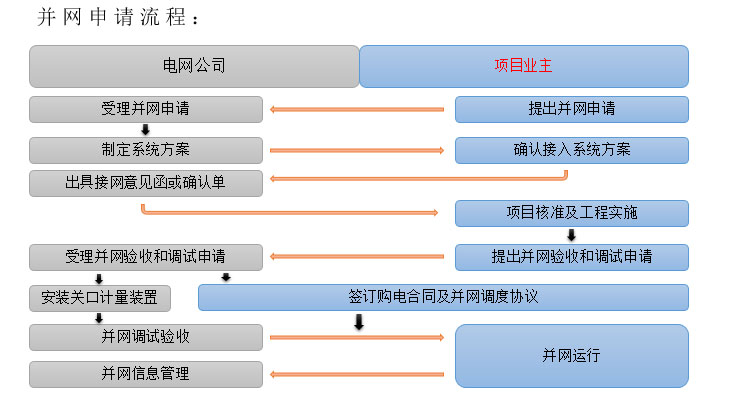 并网申请流程：
电网公司
项目业主
受理并网申请
提出并网申请
制定系统方案
确认接入系统方案
出具接网意见函或确认单
项目核准及工程实施
受理并网验收和调试申请
提出并网验收和调试申请
安装关口计量装置
签订购电合同及并网调度协议
并网调试验收
并网运行
并网信息管理